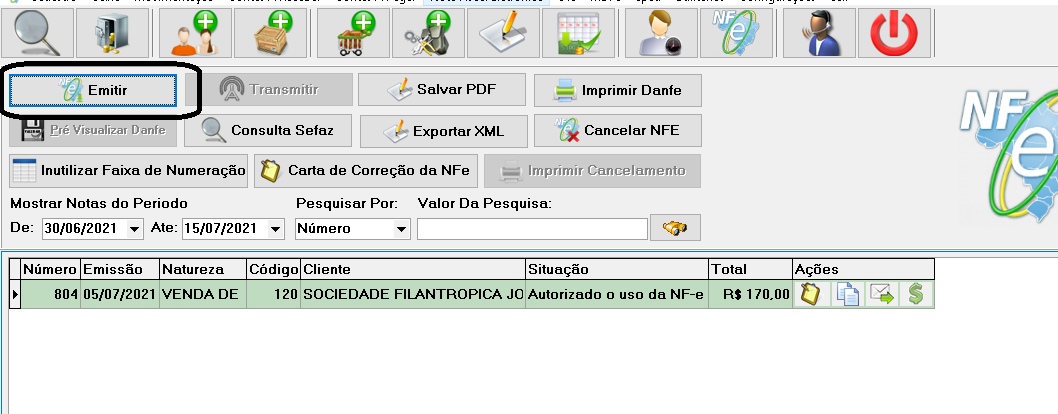 Emitir
Transmitir
Salvar PDF
Imprimir Danfe
Pré Visualizar Danfe
Consulta Sefaz
Exportar XML
Cancelar NFE
Inutilizar Faixa de Numeração
Carta de Correção da NFe
Imprimir Cancelamento
NF
e
Mostrar Notas do Periodo
Pesquisar Por:
Valor Da Pesquisa:
De: 30/06/2021 Ate: 15/07/2021
Número
Número Emissão Natureza Código Cliente Situação Total Ações
804 05/07/2021 VENDA DE 120 SOCIEDADE FILANTROPICA JO Autorizado o uso da NF-e R$ 170,00